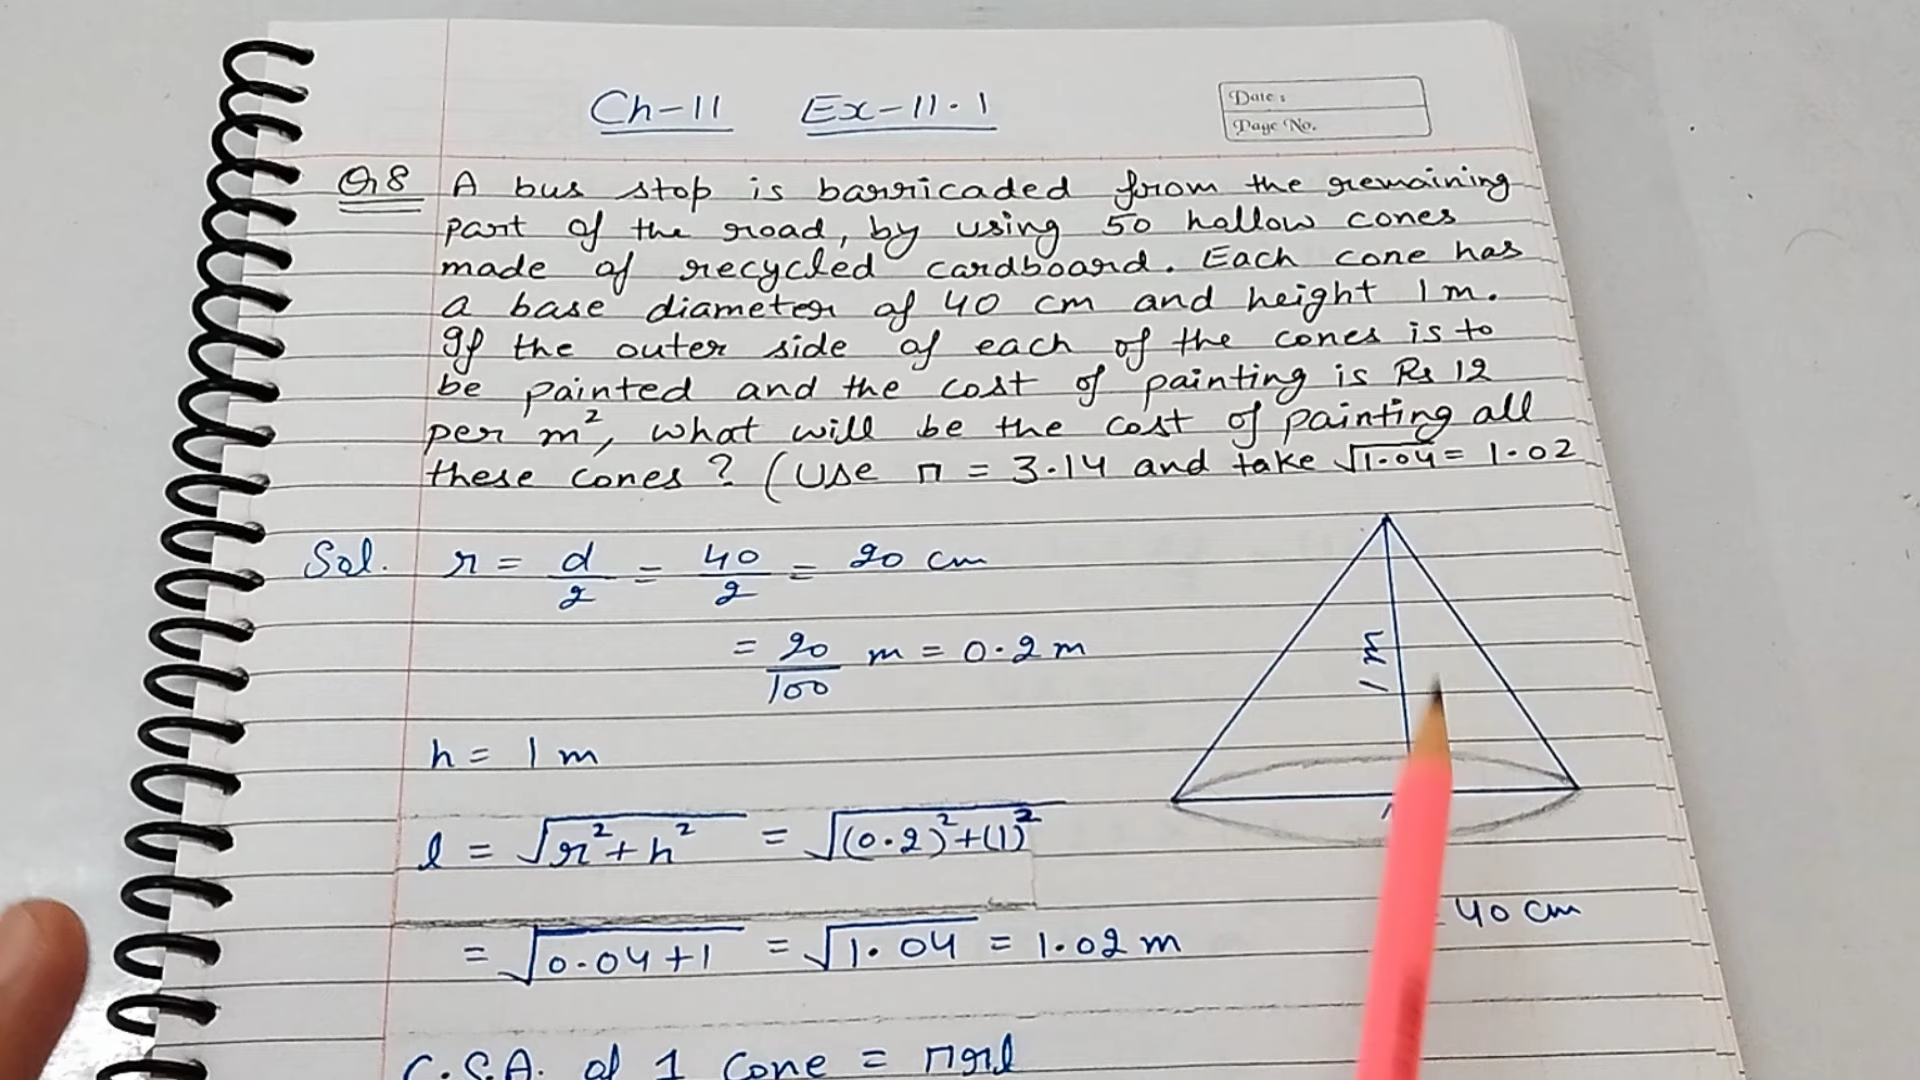 Ch-11 Ex-11.1
Date :
Page No.
Q8 A bus stop is barricaded from the remaining
part of the road, by using 50 hollow cones
made of recycled cardboard. Each cone has
a base diameter of 40 cm and height 1 m.
If the outer side of each of the cones is to
be painted and the cost of painting is Rs 12
per m², what will be the cost of painting all
these cones ? (Use π = 3.14 and take √1.04 = 1.02
Sol. r = d/2 = 40/2 = 20 cm
= 20/100 m = 0.2 m
1 m
h = 1 m
l = √r²+h² = √(0.2)²+(1)²
40 cm
= √0.04+1 = √1.04 = 1.02 m
C.S.A. of 1 Cone = πrl